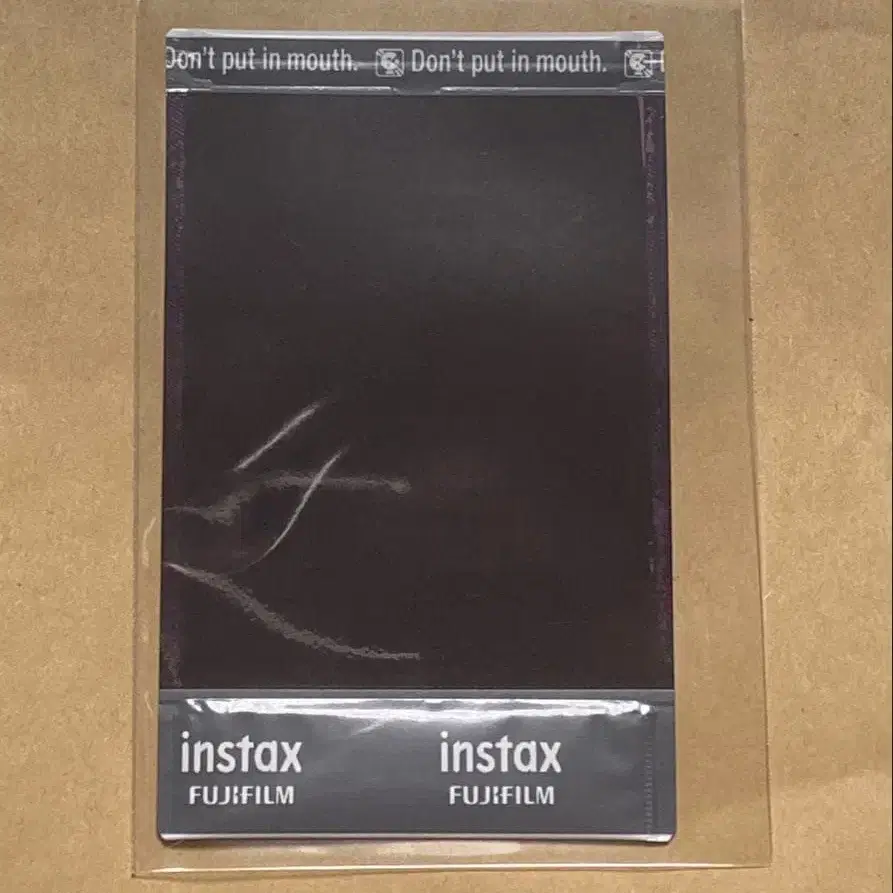 Don't put in mouth. Don't put in mouth.
instax instax
FUJIFILM FUJIFILM